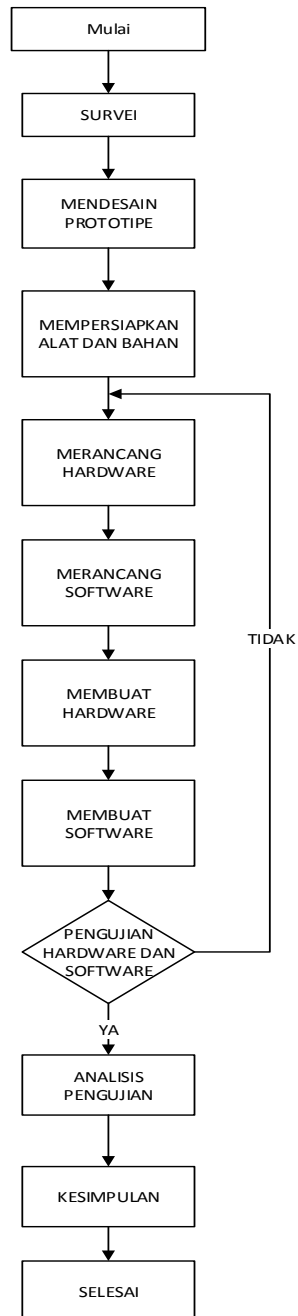 Mulai
SURVEI
MENDESAIN
PROTOTIPE
MEMPERSIAPKAN
ALAT DAN BAHAN
MERANCANG
HARDWARE
MERANCANG
SOFTWARE
TIDAK
MEMBUAT
HARDWARE
MEMBUAT
SOFTWARE
PENGUJIAN
HARDWARE DAN
SOFTWARE
YA
ANALISIS
PENGUJIAN
KESIMPULAN
SELESAI